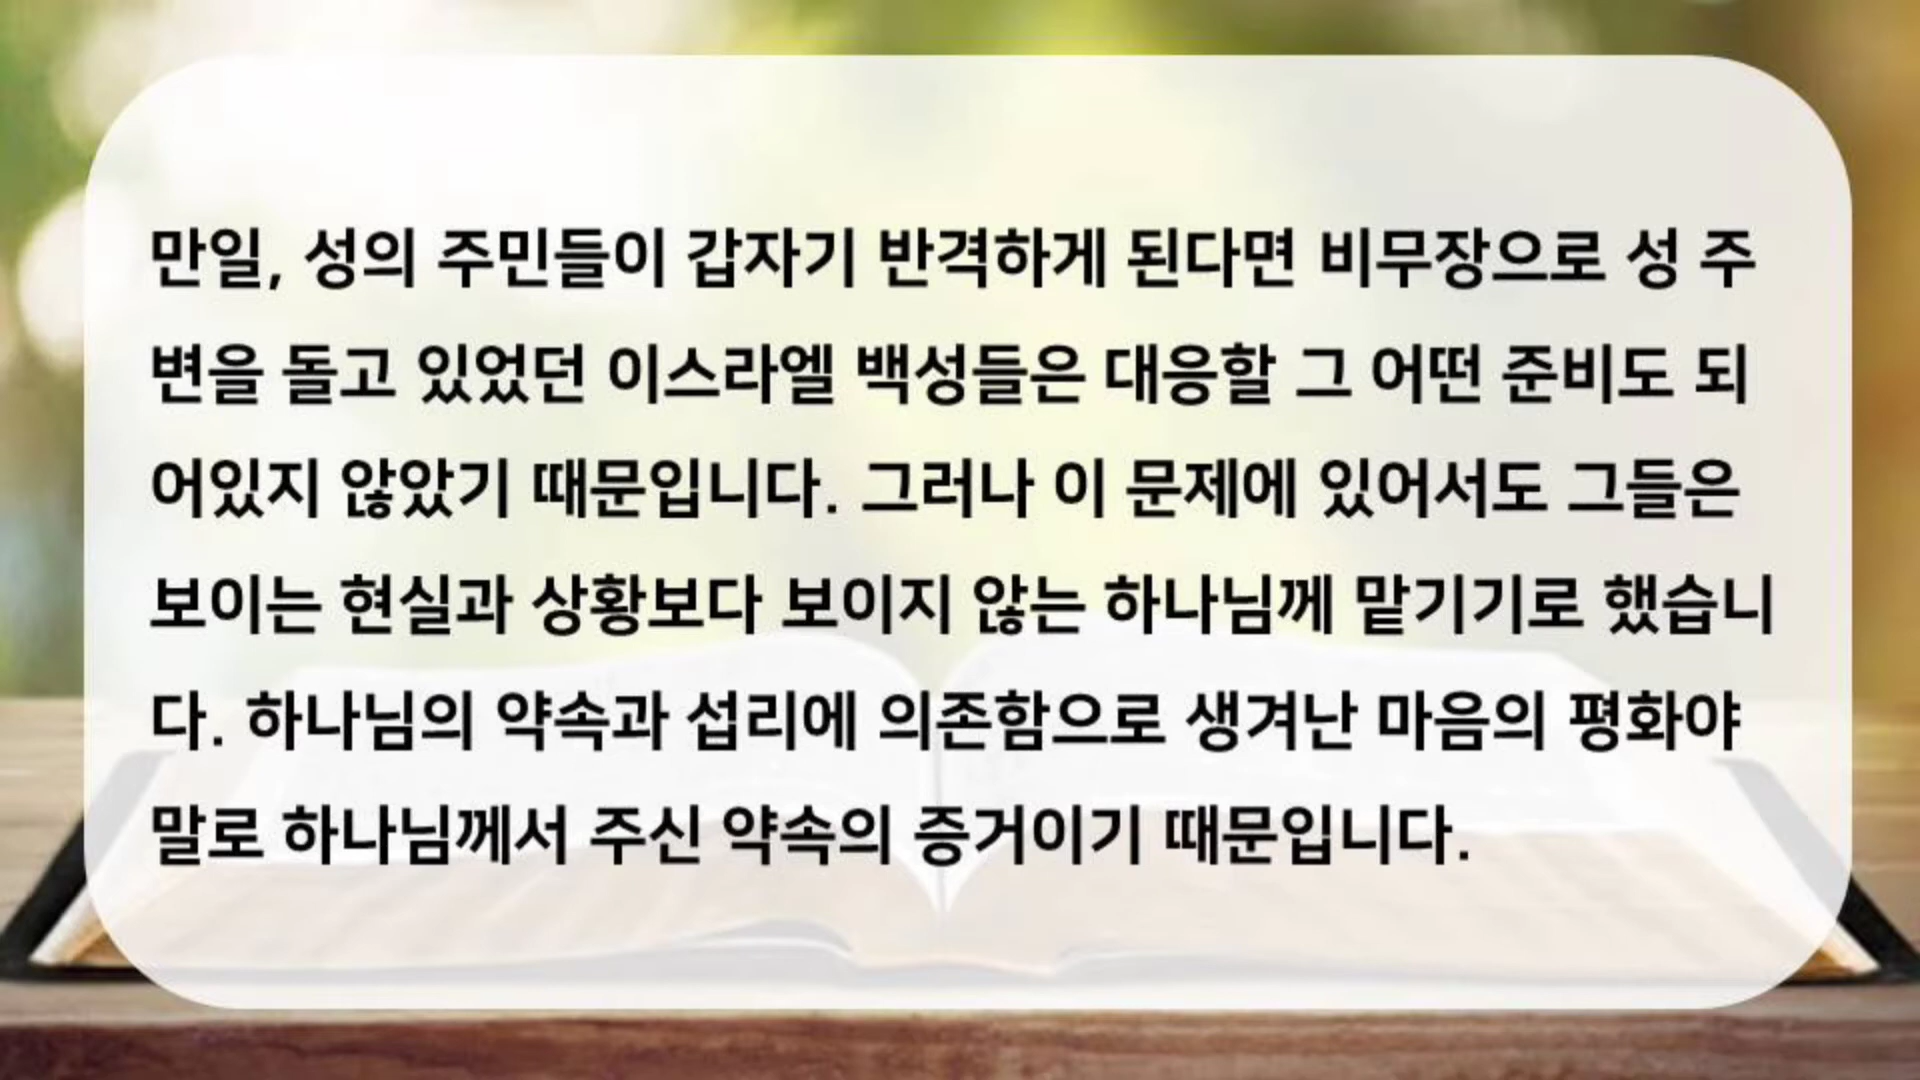 만일, 성의 주민들이 갑자기 반격하게 된다면 비무장으로 성 주
변을 돌고 있었던 이스라엘 백성들은 대응할 그 어떤 준비도 되
어있지 않았기 때문입니다. 그러나 이 문제에 있어서도 그들은
보이는 현실과 상황보다 보이지 않는 하나님께 맡기기로 했습니
다. 하나님의 약속과 섭리에 의존함으로 생겨난 마음의 평화야
말로 하나님께서 주신 약속의 증거이기 때문입니다.